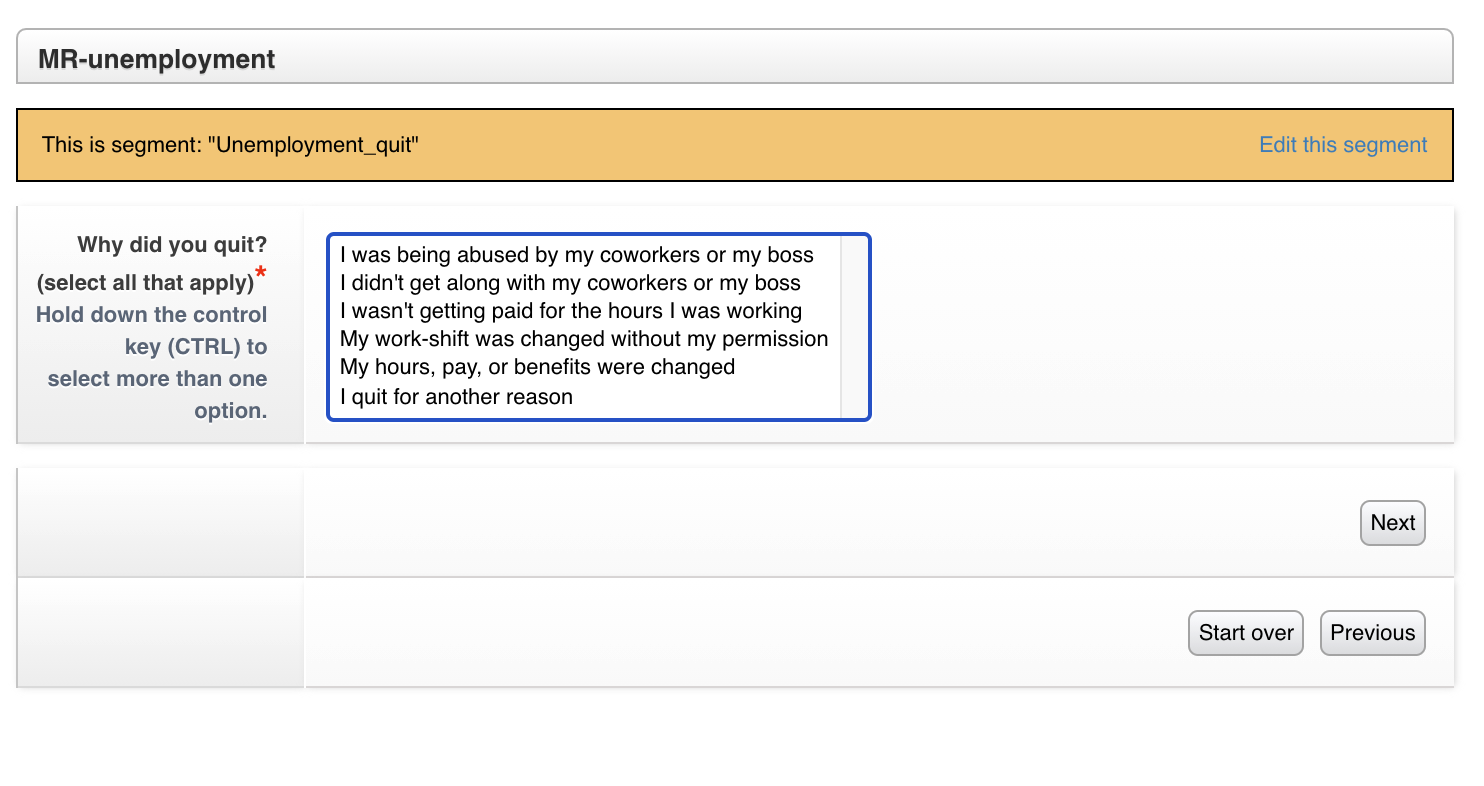 MR-unemployment
This is segment: "Unemployment_quit"
Edit this segment
Why did you quit?
(select all that apply)*
Hold down the control
key (CTRL) to
select more than one
option.
I was being abused by my coworkers or my boss
I didn't get along with my coworkers or my boss
I wasn't getting paid for the hours I was working
My work-shift was changed without my permission
My hours, pay, or benefits were changed
I quit for another reason
Next
Start over
Previous